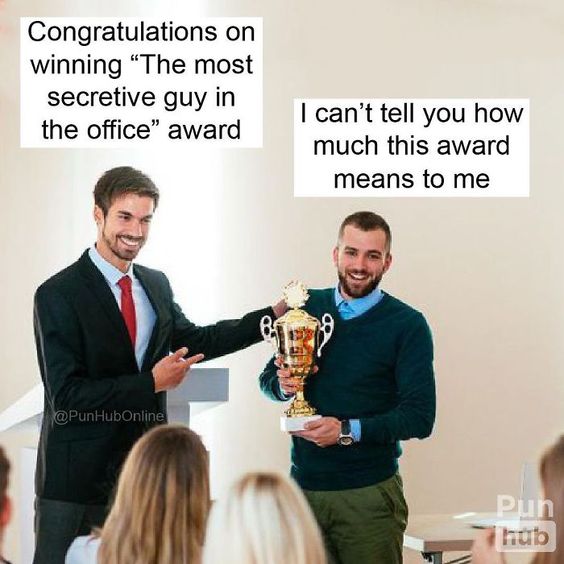 Congratulations on
winning “The most
secretive guy in
the office” award
I can’t tell you how
much this award
means to me
@PunHubOnline
Pun
hub